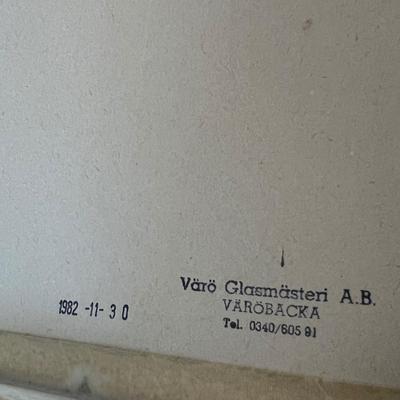 Värö Glasmästeri A.B.
VÄRÖBACKA
Tel. 0340/605 91
1982 -11- 3 0